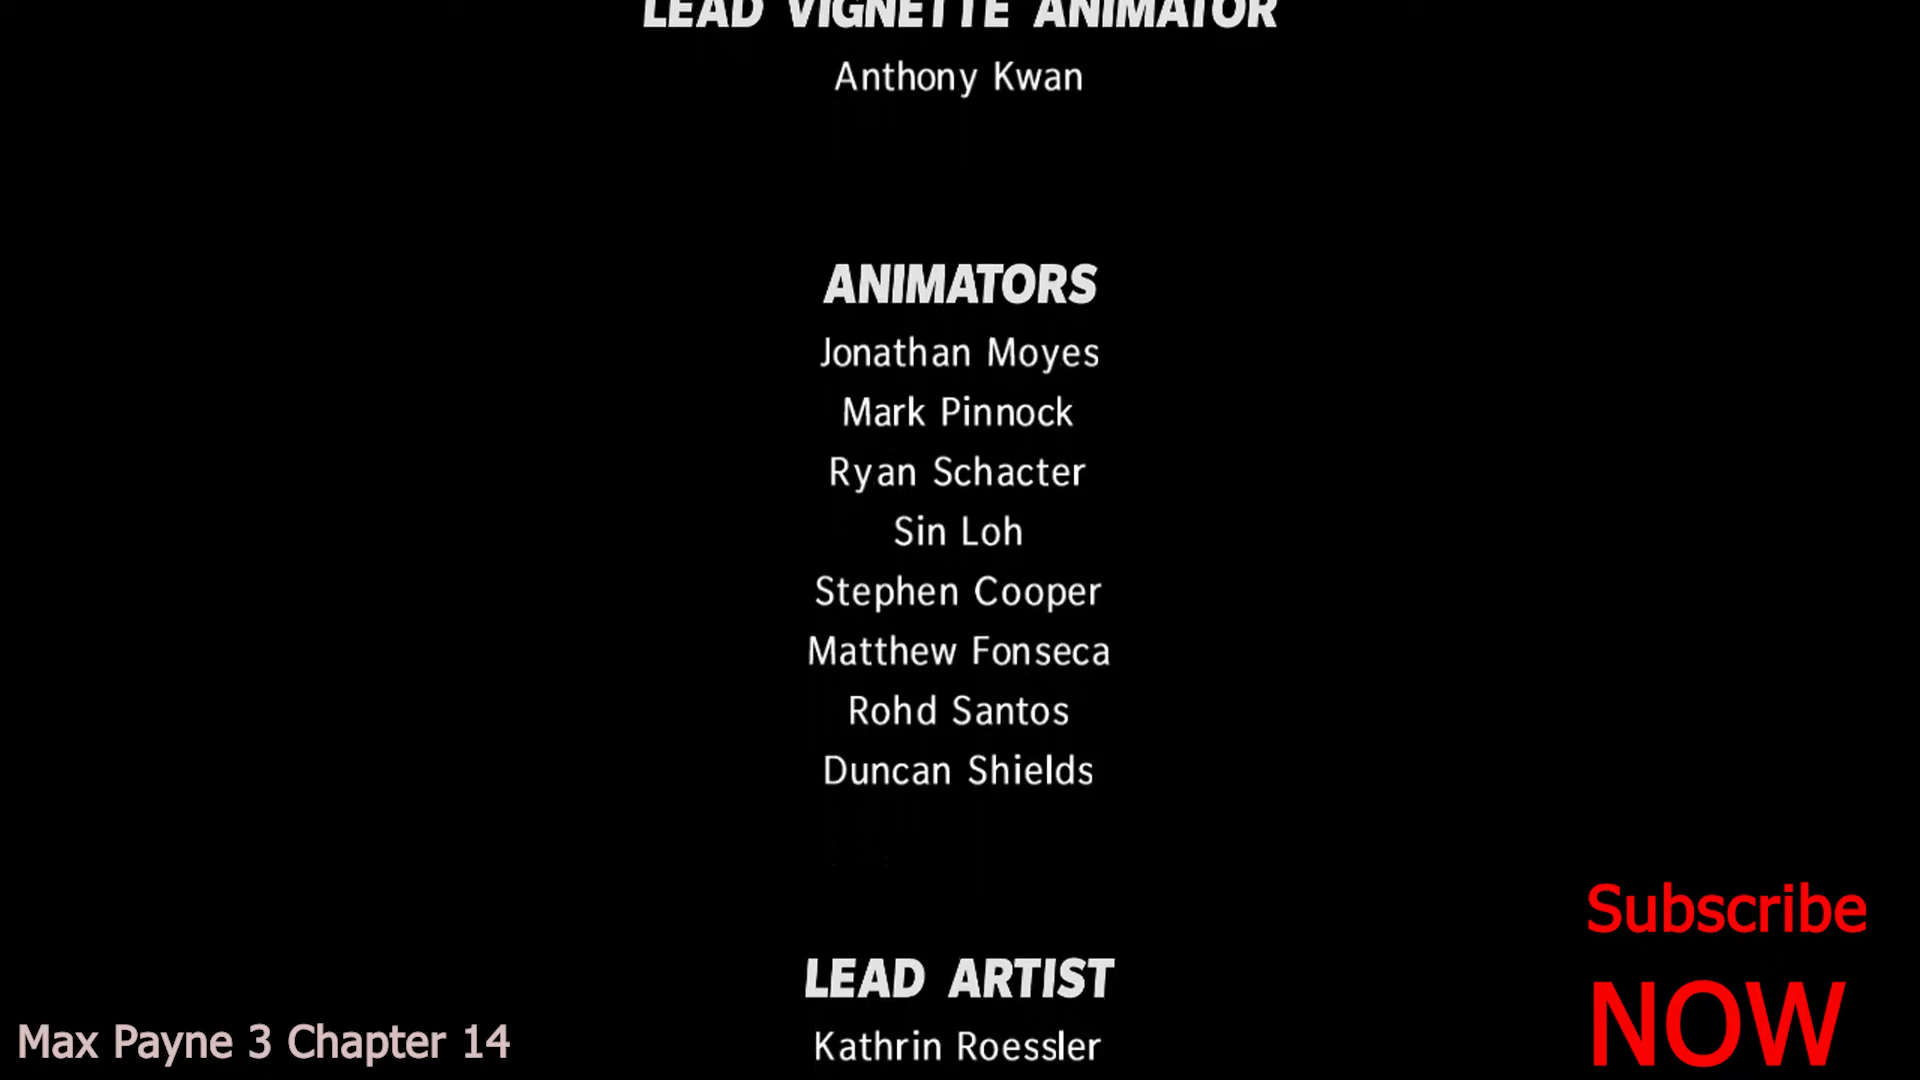 LEAD VIGNETTE ANIMATOR
Anthony Kwan
ANIMATORS
Jonathan Moyes
Mark Pinnock
Ryan Schacter
Sin Loh
Stephen Cooper
Matthew Fonseca
Rohd Santos
Duncan Shields
LEAD ARTIST
Kathrin Roessler
Max Payne 3 Chapter 14
Subscribe
NOW